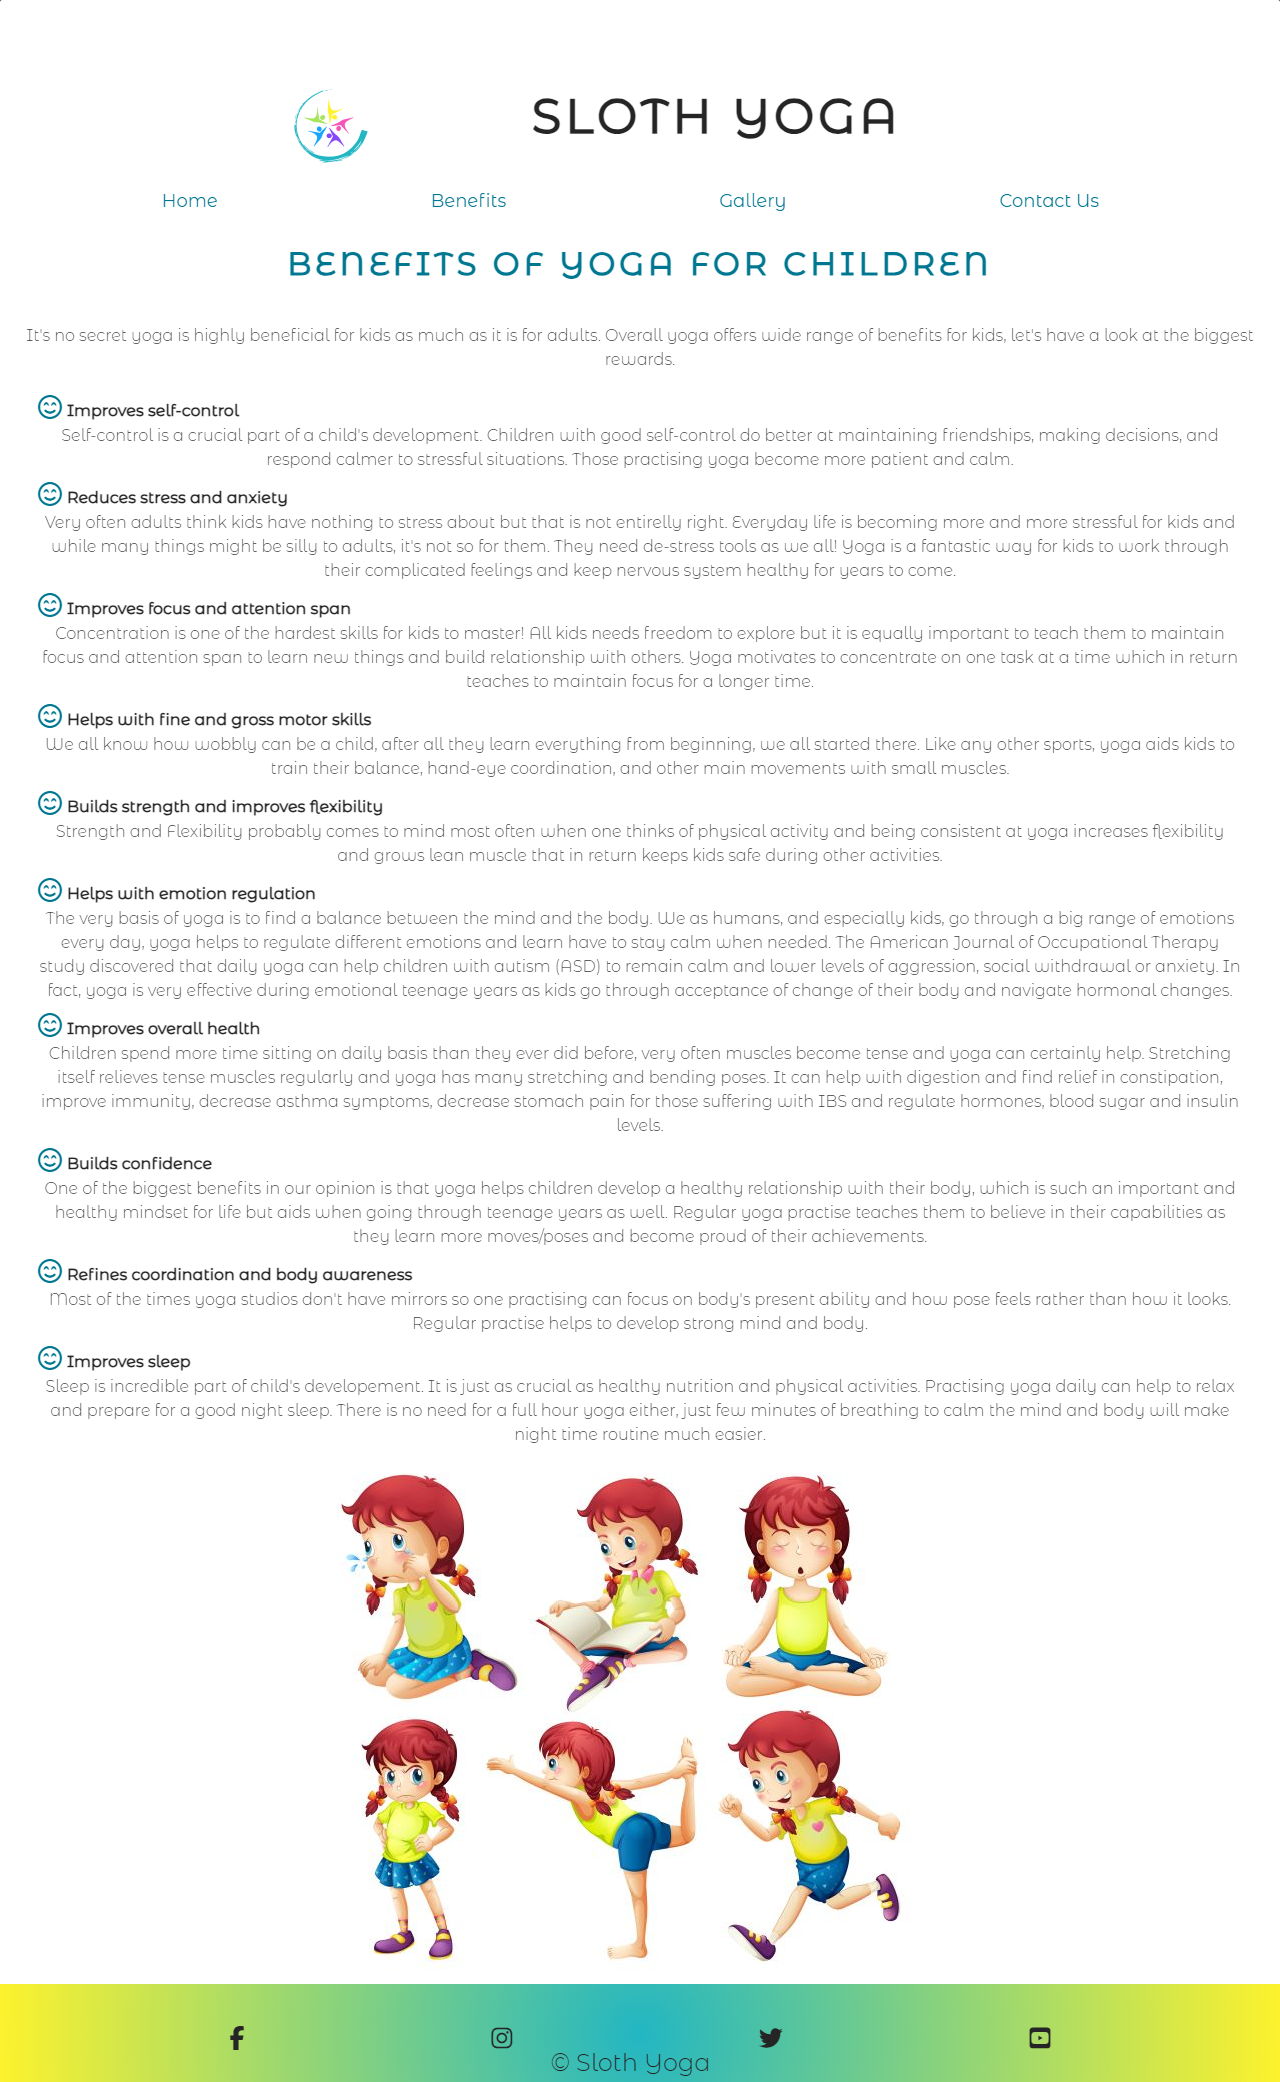 SLOTH YOGA
Home Benefits Gallery Contact Us
BENEFITS OF YOGA FOR CHILDREN
It's no secret yoga is highly beneficial for kids as much as it is for adults. Overall yoga offers wide range of benefits for kids, let's have a look at the biggest
rewards.
Improves self-control
Self-control is a crucial part of a child's development. Children with good self-control do better at maintaining friendships, making decisions, and
respond calmer to stressful situations. Those practising yoga become more patient and calm.
Reduces stress and anxiety
Very often adults think kids have nothing to stress about but that is not entirelly right. Everyday life is becoming more and more stressful for kids and
while many things might be silly to adults, it's not so for them. They need de-stress tools as we all! Yoga is a fantastic way for kids to work through
their complicated feelings and keep nervous system healthy for years to come.
Improves focus and attention span
Concentration is one of the hardest skills for kids to master! All kids needs freedom to explore but it is equally important to teach them to maintain
focus and attention span to learn new things and build relationship with others. Yoga motivates to concentrate on one task at a time which in return
teaches to maintain focus for a longer time.
Helps with fine and gross motor skills
We all know how wobbly can be a child, after all they learn everything from beginning, we all started there. Like any other sports, yoga aids kids to
train their balance, hand-eye coordination, and other main movements with small muscles.
Builds strength and improves flexibility
Strength and Flexibility probably comes to mind most often when one thinks of physical activity and being consistent at yoga increases flexibility
and grows lean muscle that in return keeps kids safe during other activities.
Helps with emotion regulation
The very basis of yoga is to find a balance between the mind and the body. We as humans, and especially kids, go through a big range of emotions
every day, yoga helps to regulate different emotions and learn have to stay calm when needed. The American Journal of Occupational Therapy
study discovered that daily yoga can help children with autism (ASD) to remain calm and lower levels of aggression, social withdrawal or anxiety. In
fact, yoga is very effective during emotional teenage years as kids go through acceptance of change of their body and navigate hormonal changes.
Improves overall health
Children spend more time sitting on daily basis than they ever did before, very often muscles become tense and yoga can certainly help. Stretching
itself relieves tense muscles regularly and yoga has many stretching and bending poses. It can help with digestion and find relief in constipation,
improve immunity, decrease asthma symptoms, decrease stomach pain for those suffering with IBS and regulate hormones, blood sugar and insulin
levels.
Builds confidence
One of the biggest benefits in our opinion is that yoga helps children develop a healthy relationship with their body, which is such an important and
healthy mindset for life but aids when going through teenage years as well. Regular yoga practise teaches them to believe in their capabilities as
they learn more moves/poses and become proud of their achievements.
Refines coordination and body awareness
Most of the times yoga studios don't have mirrors so one practising can focus on body's present ability and how pose feels rather than how it looks.
Regular practise helps to develop strong mind and body.
Improves sleep
Sleep is incredible part of child's developement. It is just as crucial as healthy nutrition and physical activities. Practising yoga daily can help to relax
and prepare for a good night sleep. There is no need for a full hour yoga either, just few minutes of breathing to calm the mind and body will make
night time routine much easier.
© Sloth Yoga